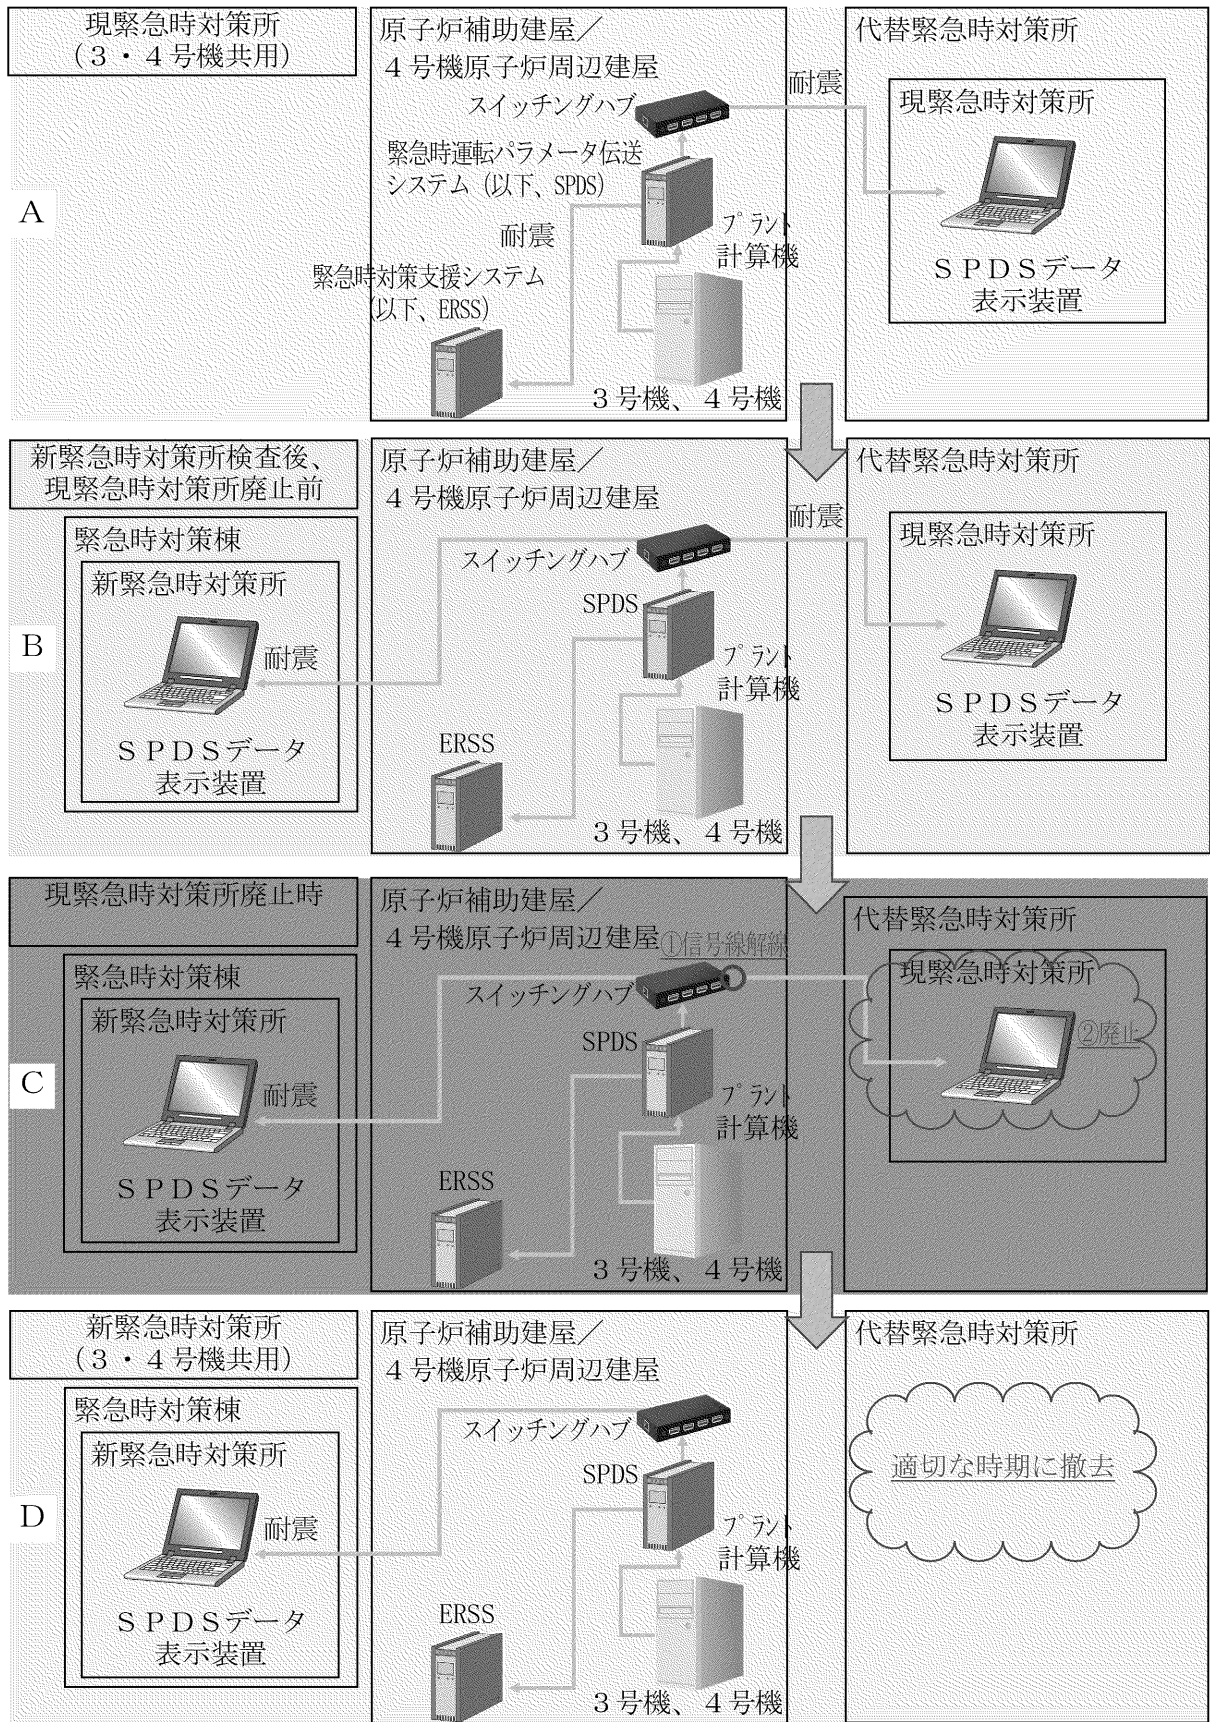 現緊急時対策所
（３・４号機共用）
原子炉補助建屋／
４号機原子炉周辺建屋
スイッチングハブ
緊急時運転パラメータ伝送
システム（以下、SPDS）
耐震
プラント
計算機
緊急時対策支援システム
（以下、ERSS）
３号機、４号機
耐震
代替緊急時対策所
現緊急時対策所
ＳＰＤＳデータ
表示装置
A
新緊急時対策所検査後、
現緊急時対策所廃止前
緊急時対策棟
新緊急時対策所
耐震
ＳＰＤＳデータ
表示装置
原子炉補助建屋／
４号機原子炉周辺建屋
スイッチングハブ
SPDS
プラント
計算機
ERSS
３号機、４号機
耐震
代替緊急時対策所
現緊急時対策所
ＳＰＤＳデータ
表示装置
B
現緊急時対策所廃止時
緊急時対策棟
新緊急時対策所
耐震
ＳＰＤＳデータ
表示装置
原子炉補助建屋／
４号機原子炉周辺建屋
①信号線解線
スイッチングハブ
SPDS
プラント
計算機
ERSS
３号機、４号機
代替緊急時対策所
現緊急時対策所
②廃止
C
新緊急時対策所
（３・４号機共用）
緊急時対策棟
新緊急時対策所
耐震
ＳＰＤＳデータ
表示装置
原子炉補助建屋／
４号機原子炉周辺建屋
スイッチングハブ
SPDS
プラント
計算機
ERSS
３号機、４号機
代替緊急時対策所
適切な時期に撤去
D